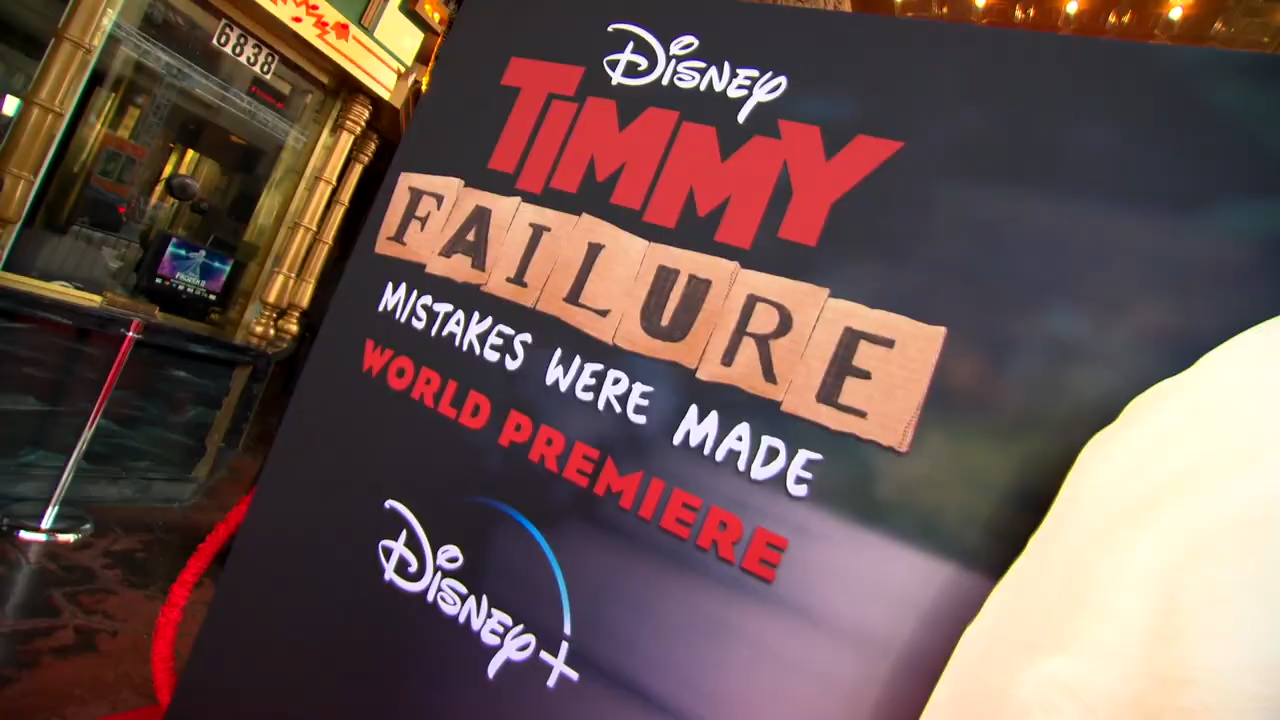 6838
DISNEY
TIMMY
FAILURE
MISTAKES WERE MADE
WORLD PREMIERE
DISNEY+